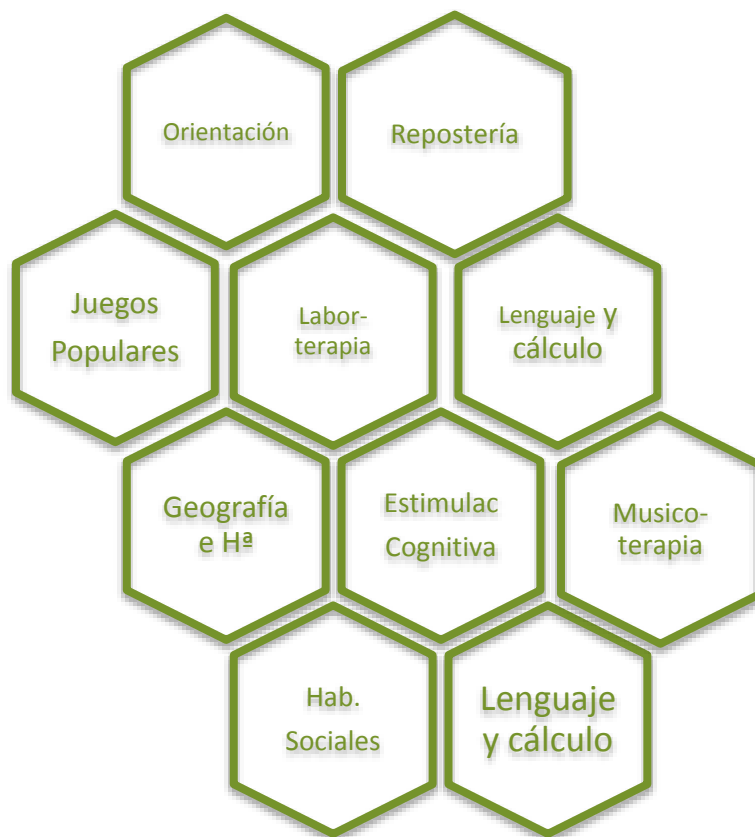 Orientación
Repostería
Juegos
Populares
Labor-
terapia
Lenguaje y
cálculo
Geografía
e Hª
Estimulac
Cognitiva
Musico-
terapia
Hab.
Sociales
Lenguaje
y cálculo